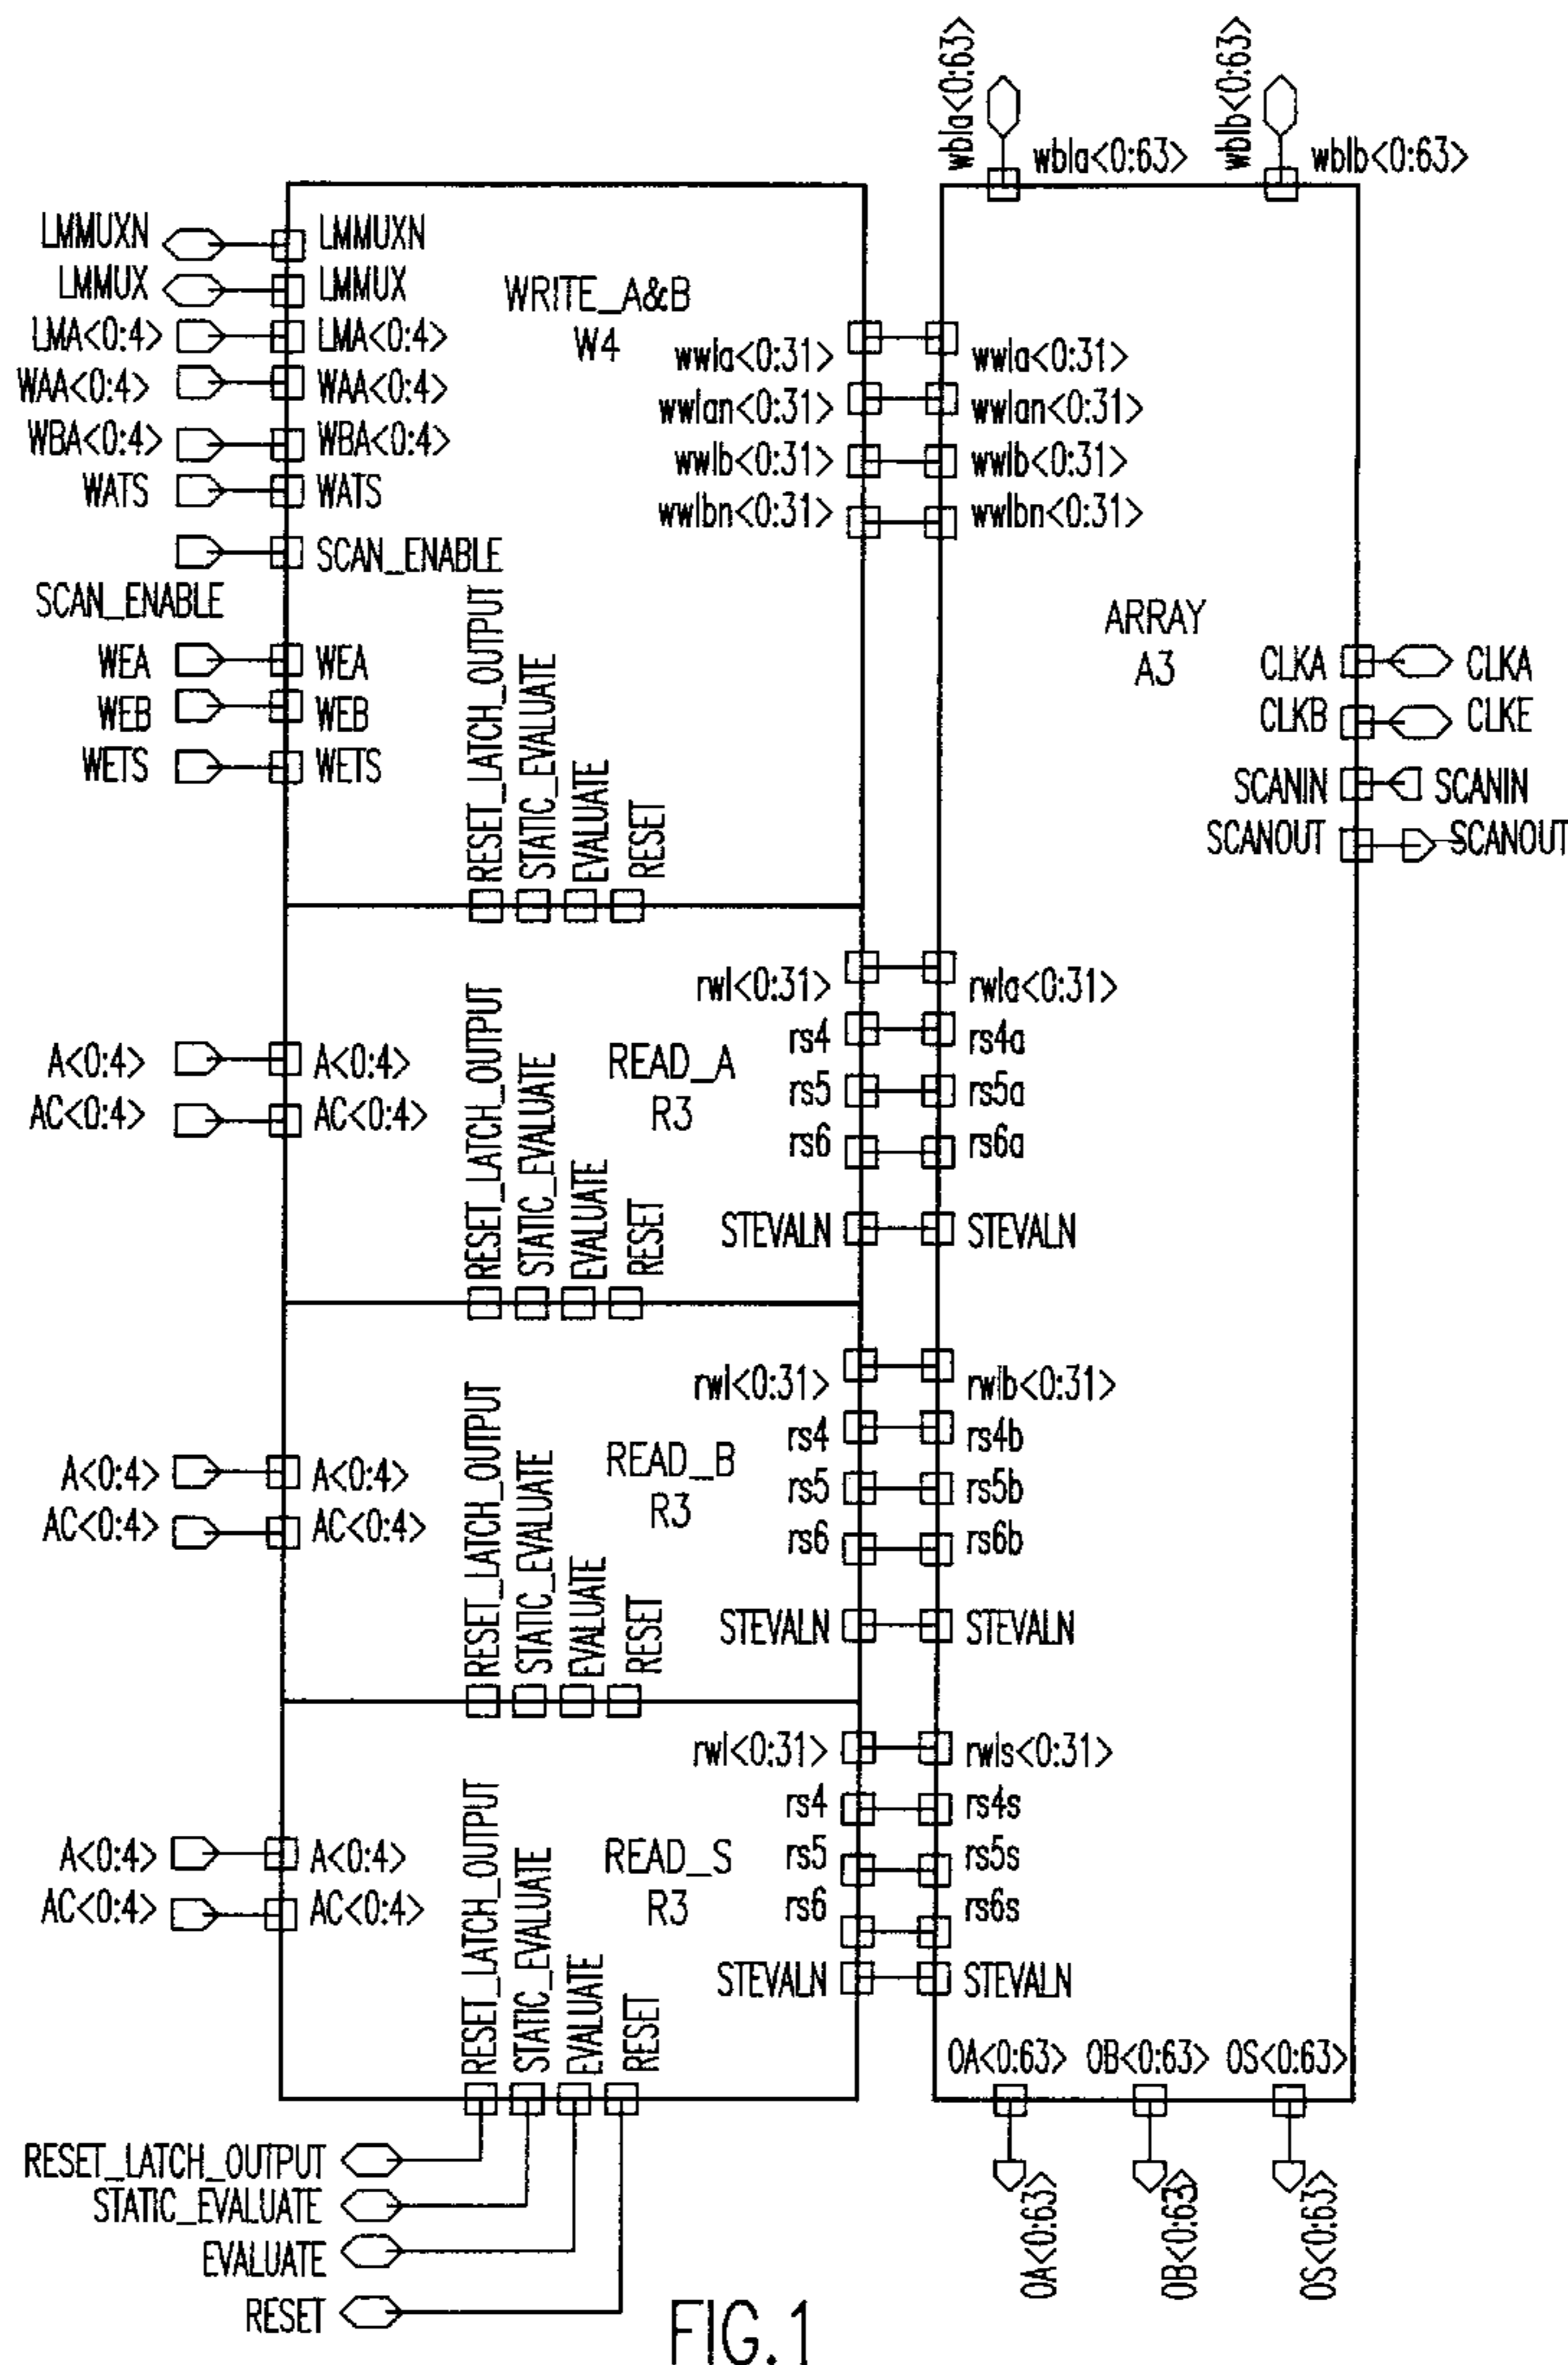 wbla<0:63>
wblb<0:63>
wbla<0:63>
wblb<0:63>
LMMUXN
LMMUXN
LMMUX
LMMUX
LMA<0:4>
LMA<0:4>
WAA<0:4>
WAA<0:4>
WBA<0:4>
WBA<0:4>
WATS
WATS
SCAN_ENABLE
SCAN_ENABLE
WEA
WEA
WEB
WEB
WETS
WETS
WRITE_A&B
W4
wwla<0:31>
wwla<0:31>
wwlan<0:31>
wwlan<0:31>
wwlb<0:31>
wwlb<0:31>
wwlbn<0:31>
wwlbn<0:31>
RESET_LATCH_OUTPUT
STATIC_EVALUATE
EVALUATE
RESET
ARRAY
A3
CLKA
CLKA
CLKB
CLKE
SCANIN
SCANIN
SCANOUT
SCANOUT
A<0:4>
A<0:4>
AC<0:4>
AC<0:4>
RESET_LATCH_OUTPUT
STATIC_EVALUATE
EVALUATE
RESET
READ_A
R3
rwl<0:31>
rwla<0:31>
rs4
rs4a
rs5
rs5a
rs6
rs6a
STEVALN
STEVALN
A<0:4>
A<0:4>
AC<0:4>
AC<0:4>
RESET_LATCH_OUTPUT
STATIC_EVALUATE
EVALUATE
RESET
READ_B
R3
rwl<0:31>
rwlb<0:31>
rs4
rs4b
rs5
rs5b
rs6
rs6b
STEVALN
STEVALN
A<0:4>
A<0:4>
AC<0:4>
AC<0:4>
RESET_LATCH_OUTPUT
STATIC_EVALUATE
EVALUATE
RESET
READ_S
R3
rwl<0:31>
rwls<0:31>
rs4
rs4s
rs5
rs5s
rs6
rs6s
STEVALN
STEVALN
OA<0:63>
OB<0:63>
OS<0:63>
RESET_LATCH_OUTPUT
STATIC_EVALUATE
EVALUATE
RESET
OA<0:63>
OB<0:63>
OS<0:63>
FIG.1